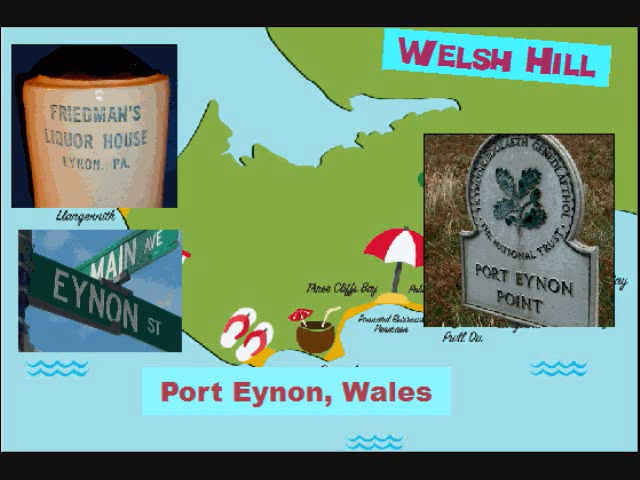 WELSH HILL
FRIEDMAN'S
LIQUOR HOUSE
EYNON, PA.
Llangennith
MAIN AVE
EYNON ST
Three Cliffs Bay
THE NATIONAL TRUST
PORT EYNON
POINT
Pwll Du.
Port Eynon, Wales